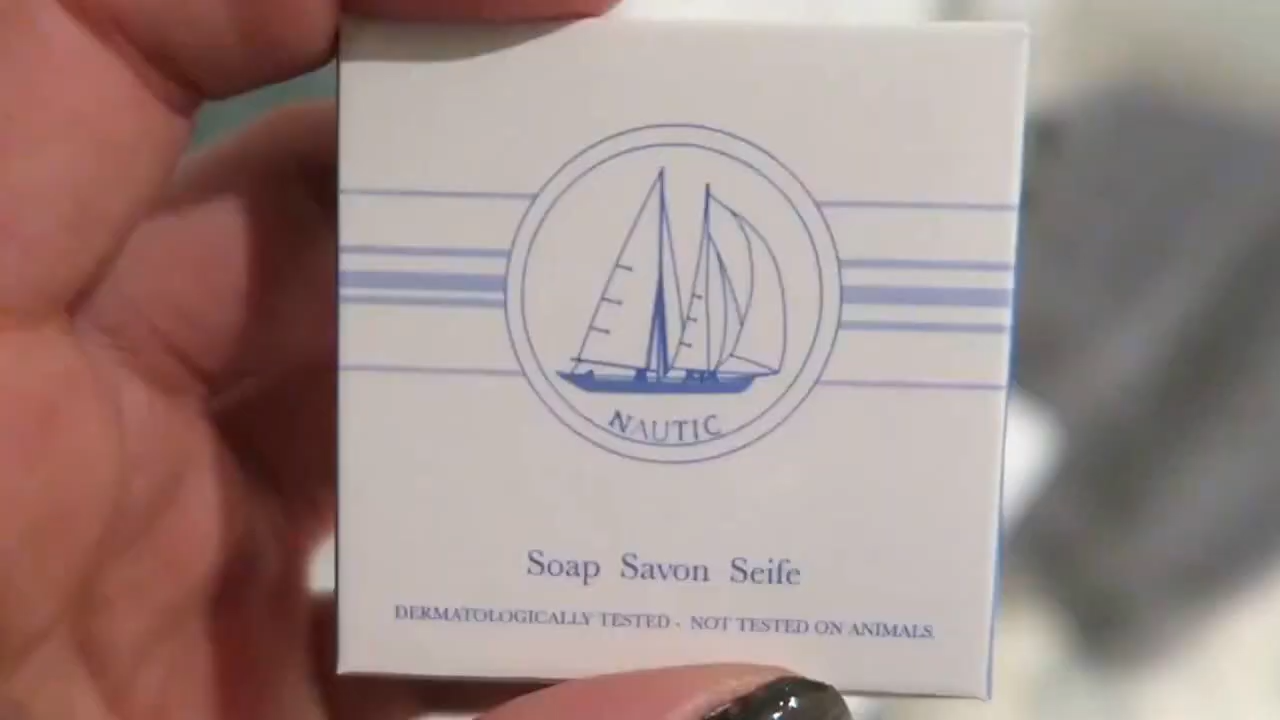 NAUTIC
Soap Savon Seife
DERMATOLOGICALLY TESTED - NOT TESTED ON ANIMALS.